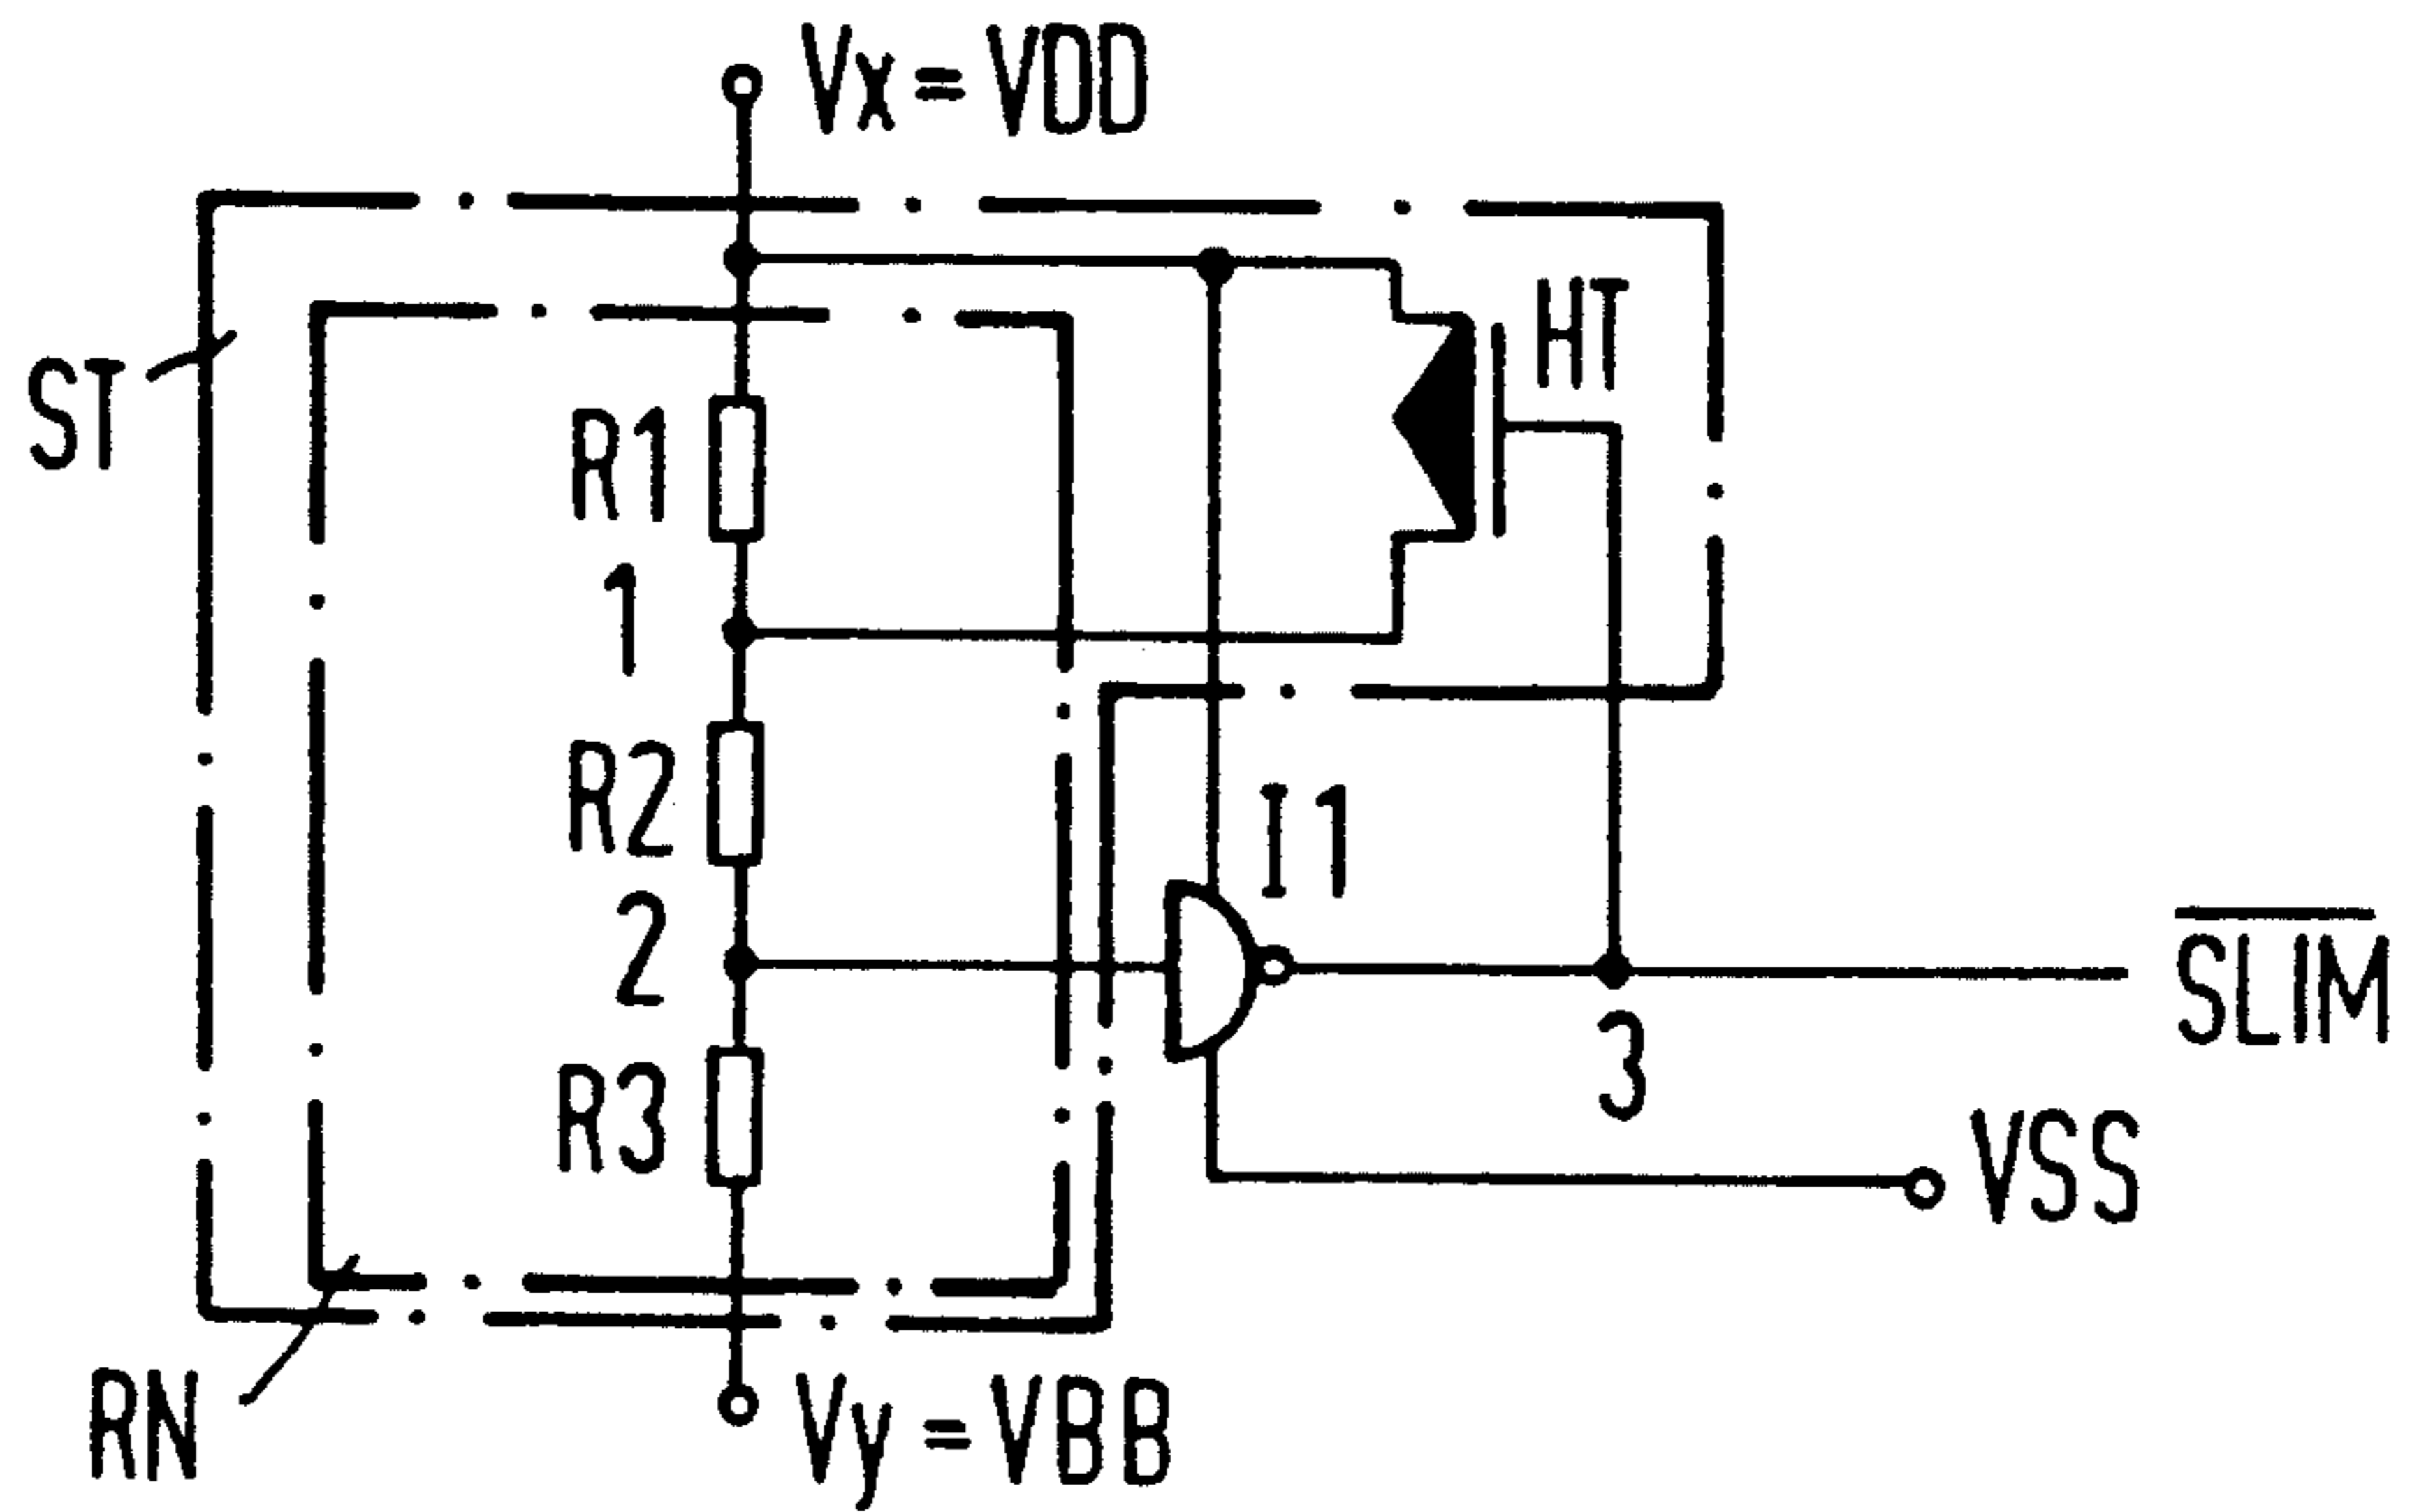 Vx = VDD
HT
ST
R1
1
R2
I1
2
SLIM
3
R3
VSS
RN
Vy = VBB